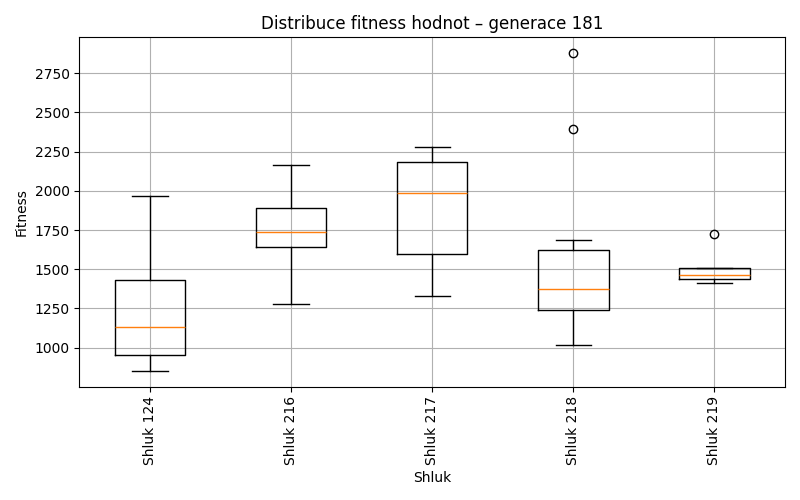 Distribuce fitness hodnot – generace 181
Fitness
2750
2500
2250
2000
1750
1500
1250
1000
Shluk 124
Shluk 216
Shluk 217
Shluk 218
Shluk 219
Shluk